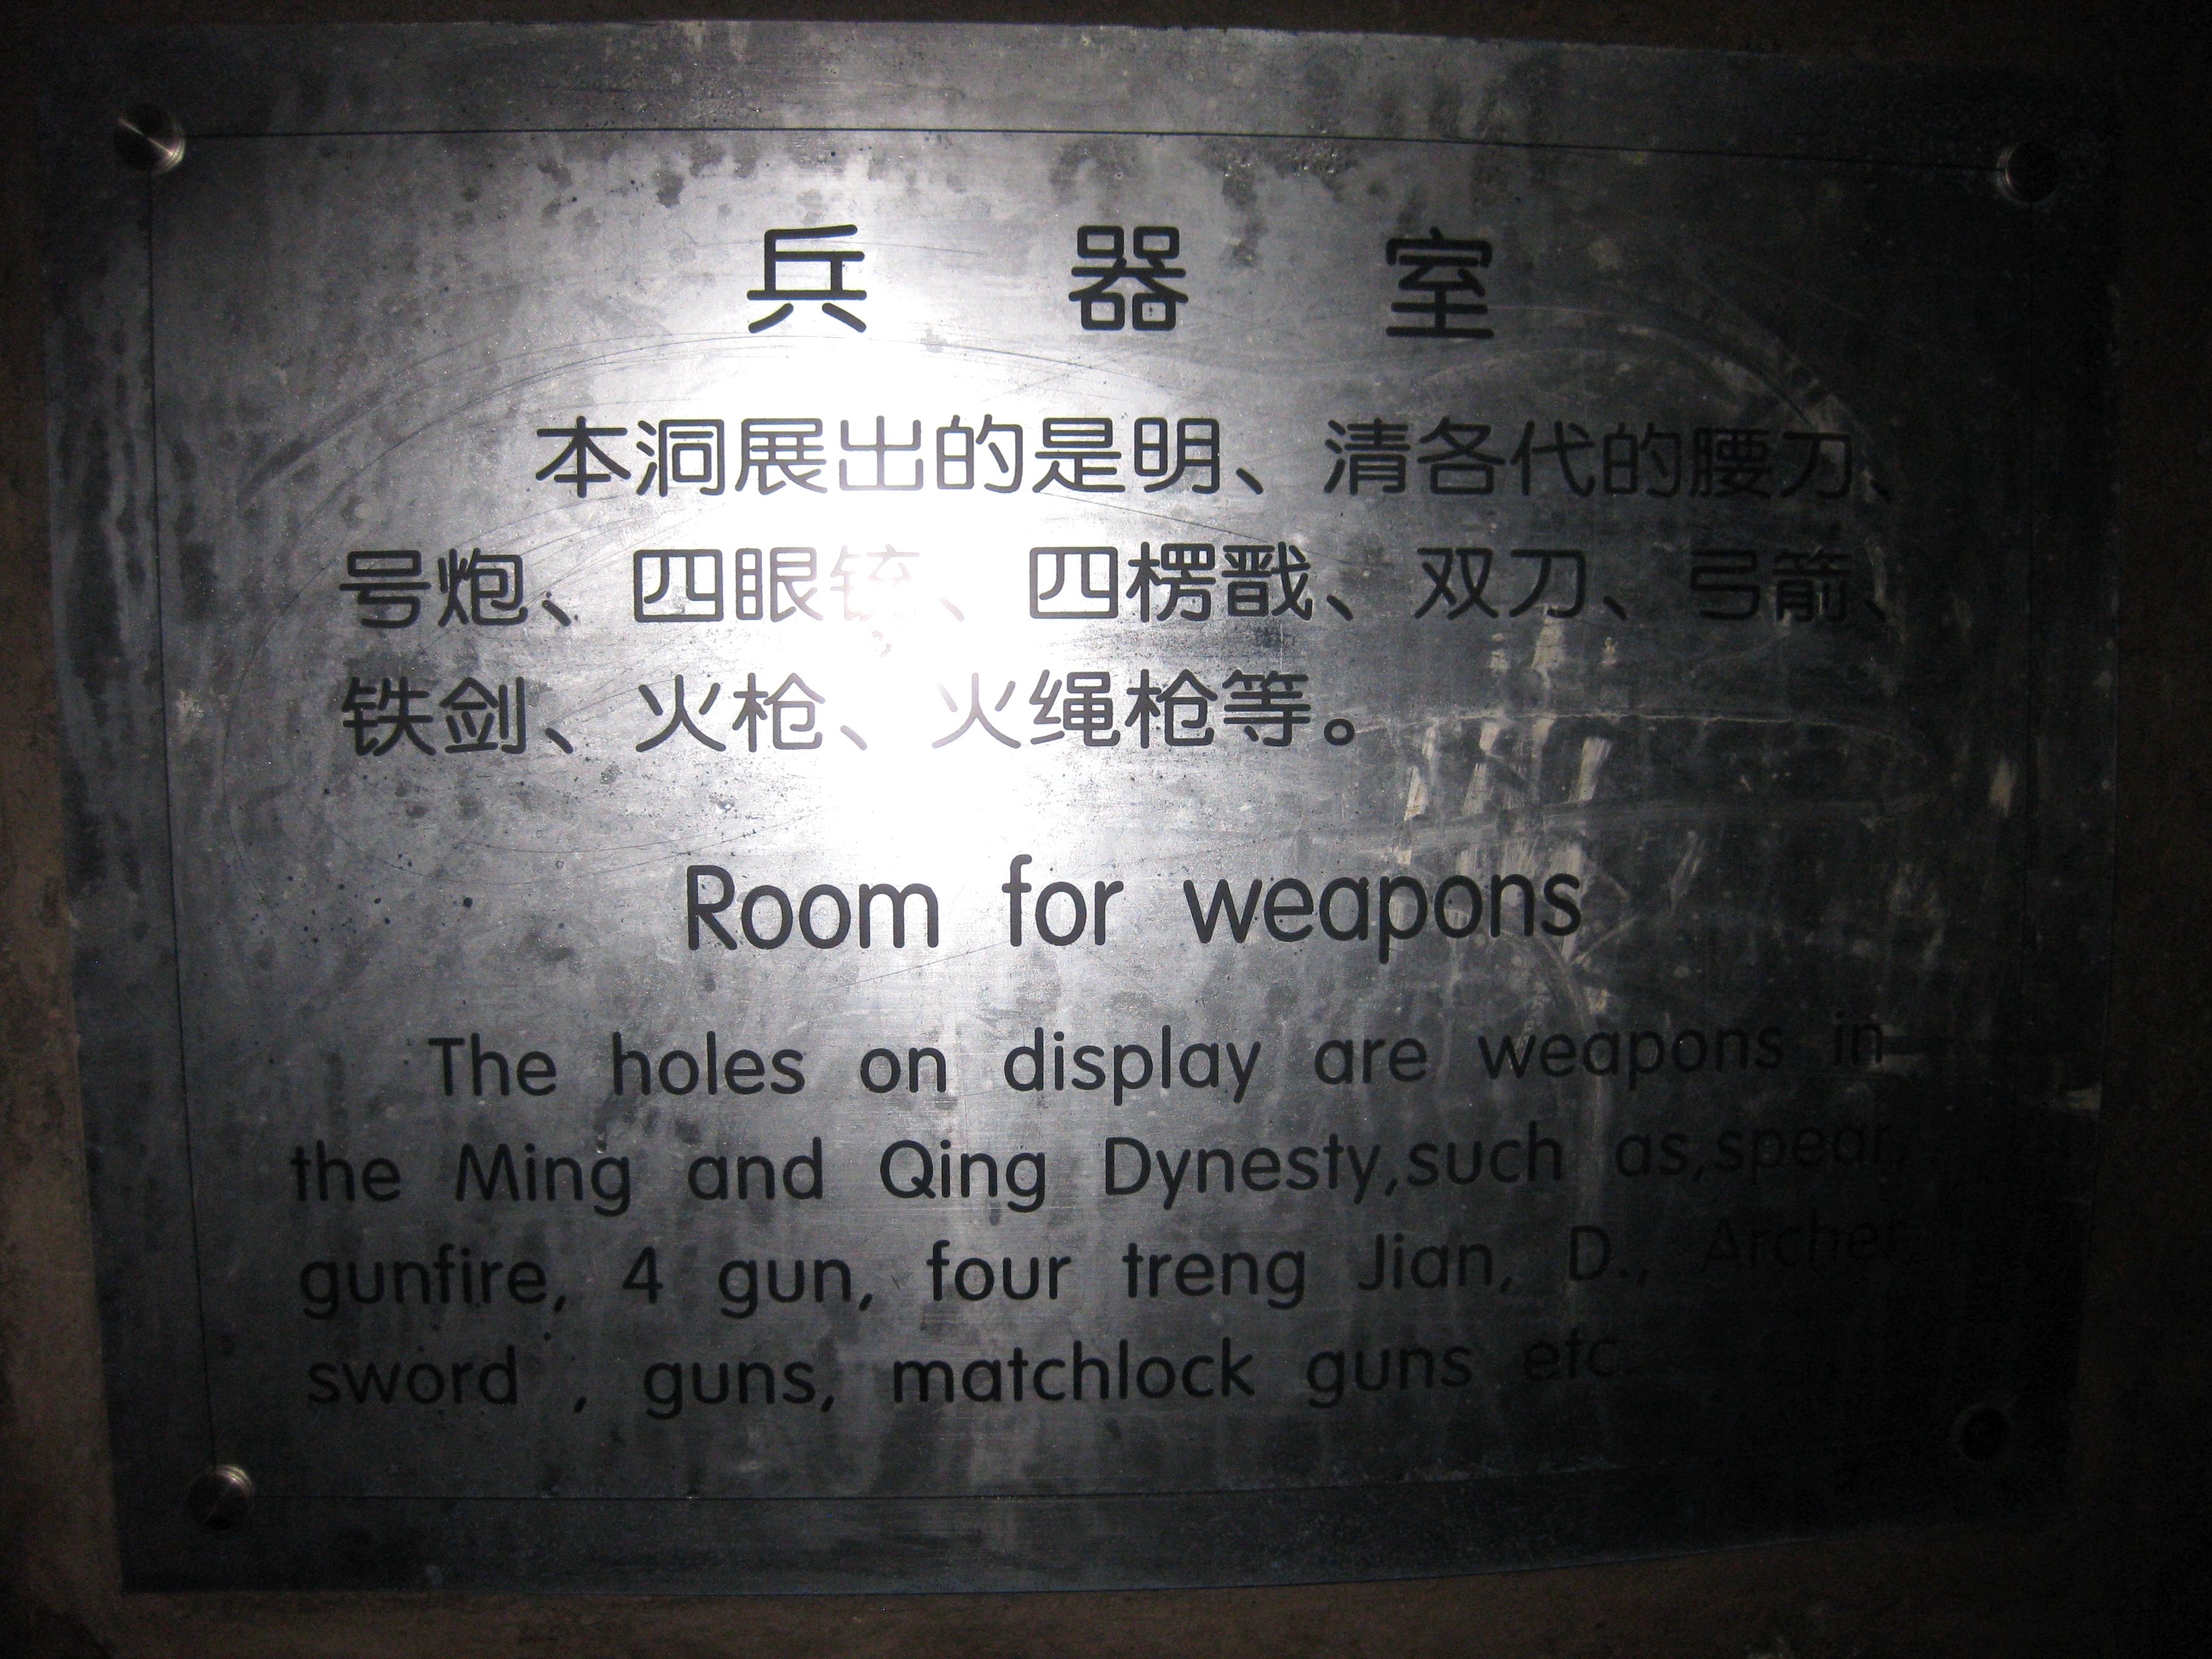 兵器室
本洞展出的是明、清各代的腰刀、
号炮、四眼铳、四楞戬、双刀、弓箭、
铁剑、火枪、火绳枪等。
Room for weapons
The holes on display are weapons in
the Ming and Qing Dynesty,such as,spear,
gunfire, 4 gun, four treng Jian, D., Archer,
sword , guns, matchlock guns etc.